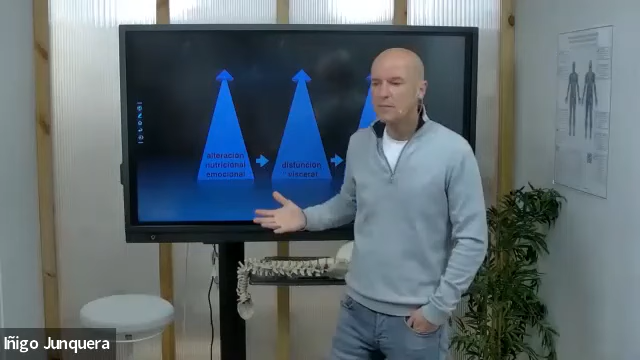 alteración
nutricional
emocional
disfunción
visceral
Iñigo Junquera